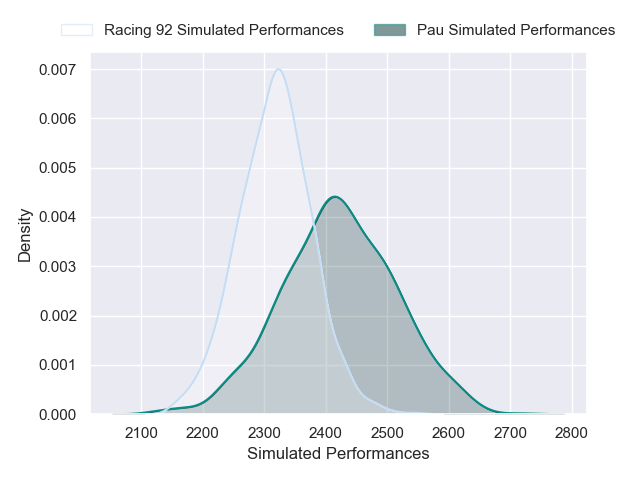 Racing 92 Simulated Performances Pau Simulated Performances
0.007
0.006
0.005
0.004
0.003
0.002
0.001
0.000
Density
2100 2200 2300 2400 2500 2600 2700 2800
Simulated Performances